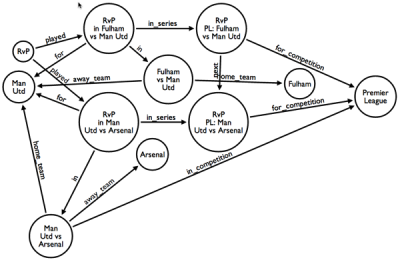 RvP
in Fulham
vs Man Utd
in_series
RvP
PL: Fulham
vs Man Utd
played
RvP
for
in
for_competition
Man
Utd
away_team
Fulham
vs Man
Utd
home_team
next
Fulham
Premier
League
played
for
RvP
in Man
Utd vs Arsenal
in_series
RvP
PL: Man
Utd vs Arsenal
for_competition
Arsenal
in_competition
home_team
in
away_team
Man
Utd vs
Arsenal